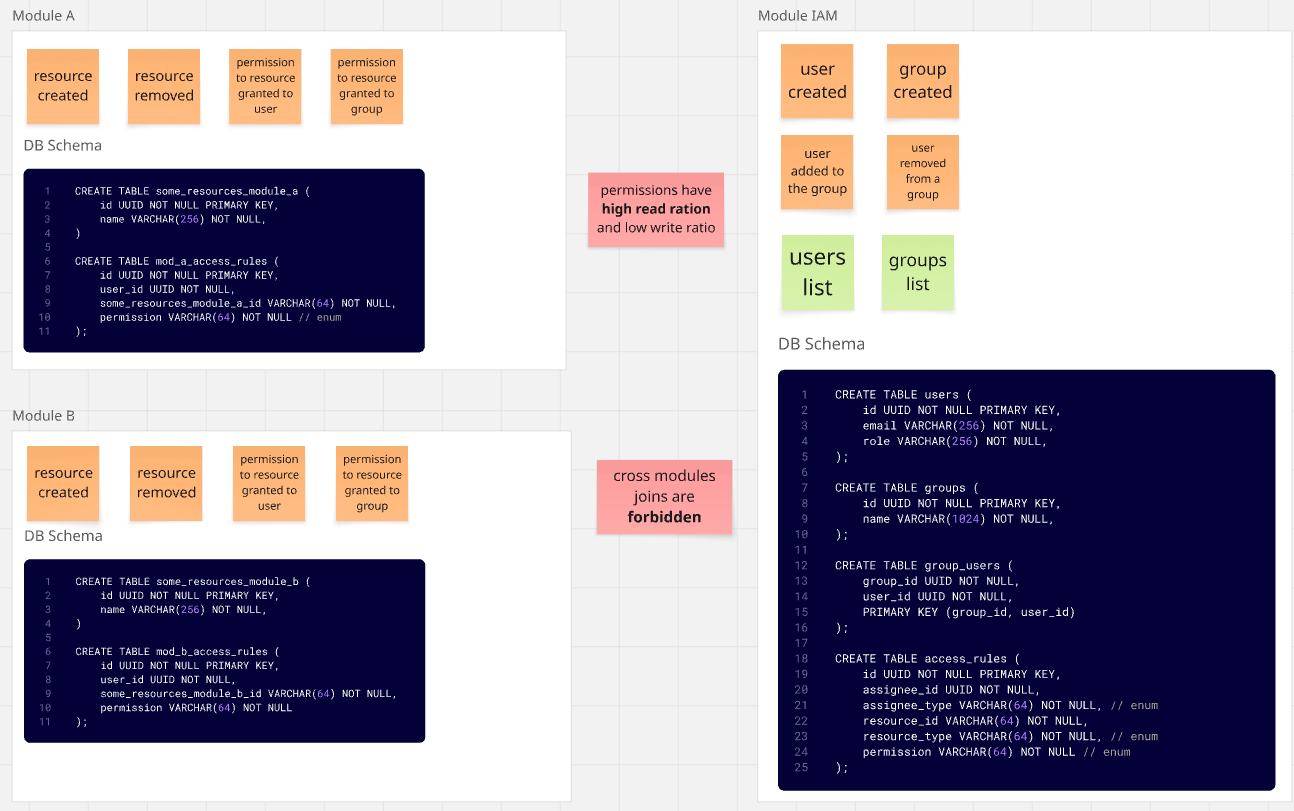 Module A
resource
created
resource
removed
permission
to resource
granted to
user
permission
to resource
granted to
group
DB Schema
1 CREATE TABLE some_resources_module_a (
2 id UUID NOT NULL PRIMARY KEY,
3 name VARCHAR(256) NOT NULL,
4 )
5
6 CREATE TABLE mod_a_access_rules (
7 id UUID NOT NULL PRIMARY KEY,
8 user_id UUID NOT NULL,
9 some_resources_module_a_id VARCHAR(64) NOT NULL,
10 permission VARCHAR(64) NOT NULL // enum
11 );
permissions have
high read ration
and low write ratio
Module B
resource
created
resource
removed
permission
to resource
granted to
user
permission
to resource
granted to
group
DB Schema
1 CREATE TABLE some_resources_module_b (
2 id UUID NOT NULL PRIMARY KEY,
3 name VARCHAR(256) NOT NULL,
4 )
5
6 CREATE TABLE mod_b_access_rules (
7 id UUID NOT NULL PRIMARY KEY,
8 user_id UUID NOT NULL,
9 some_resources_module_b_id VARCHAR(64) NOT NULL,
10 permission VARCHAR(64) NOT NULL
11 );
cross modules
joins are
forbidden
Module IAM
user
created
group
created
user
added to
the group
user
removed
from a
group
users
list
groups
list
DB Schema
1 CREATE TABLE users (
2 id UUID NOT NULL PRIMARY KEY,
3 email VARCHAR(256) NOT NULL,
4 role VARCHAR(256) NOT NULL,
5 );
6
7 CREATE TABLE groups (
8 id UUID NOT NULL PRIMARY KEY,
9 name VARCHAR(1024) NOT NULL,
10 );
11
12 CREATE TABLE group_users (
13 group_id UUID NOT NULL,
14 user_id UUID NOT NULL,
15 PRIMARY KEY (group_id, user_id)
16 );
17
18 CREATE TABLE access_rules (
19 id UUID NOT NULL PRIMARY KEY,
20 assignee_id UUID NOT NULL,
21 assignee_type VARCHAR(64) NOT NULL, // enum
22 resource_id VARCHAR(64) NOT NULL,
23 resource_type VARCHAR(64) NOT NULL, // enum
24 permission VARCHAR(64) NOT NULL // enum
25 );